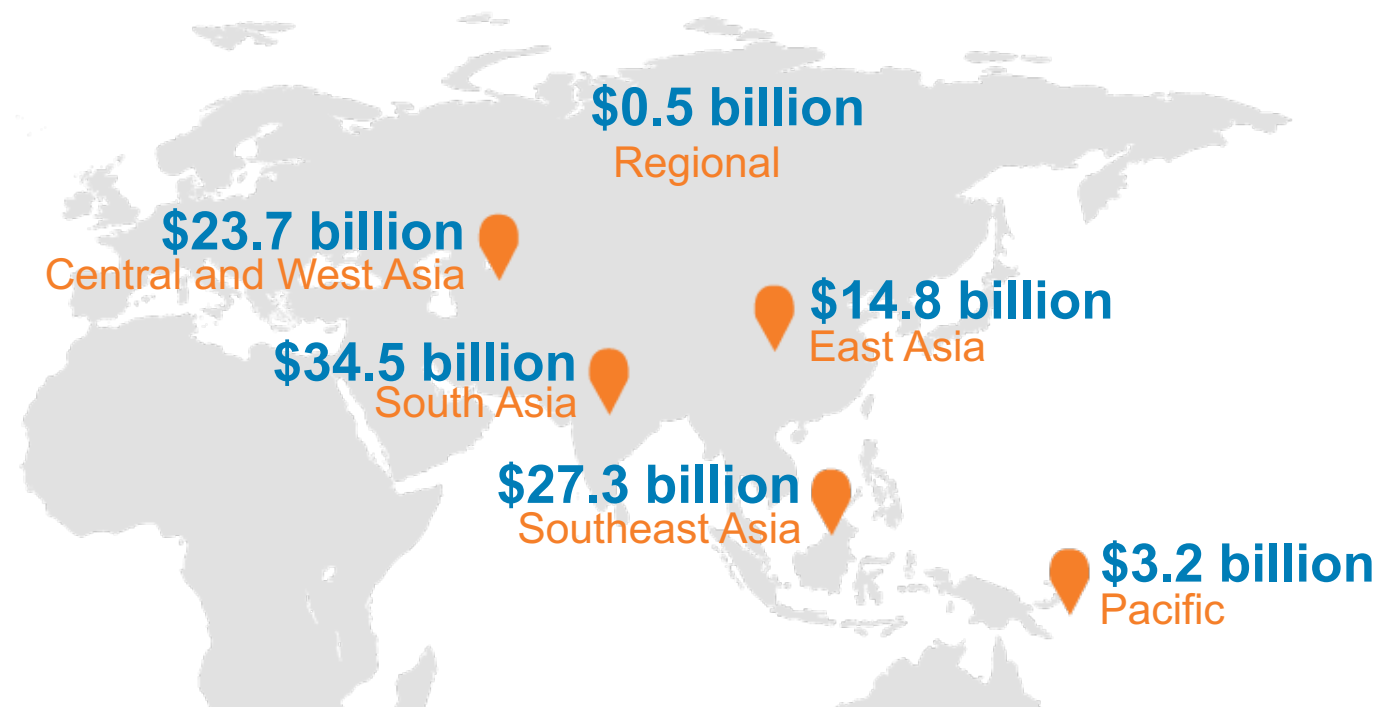 $0.5 billion
Regional
$23.7 billion
Central and West Asia
$14.8 billion
East Asia
$34.5 billion
South Asia
$27.3 billion
Southeast Asia
$3.2 billion
Pacific